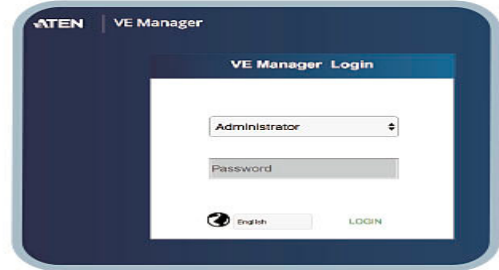 ATEN VE Manager
VE Manager Login
Administrator
Password
English LOGIN